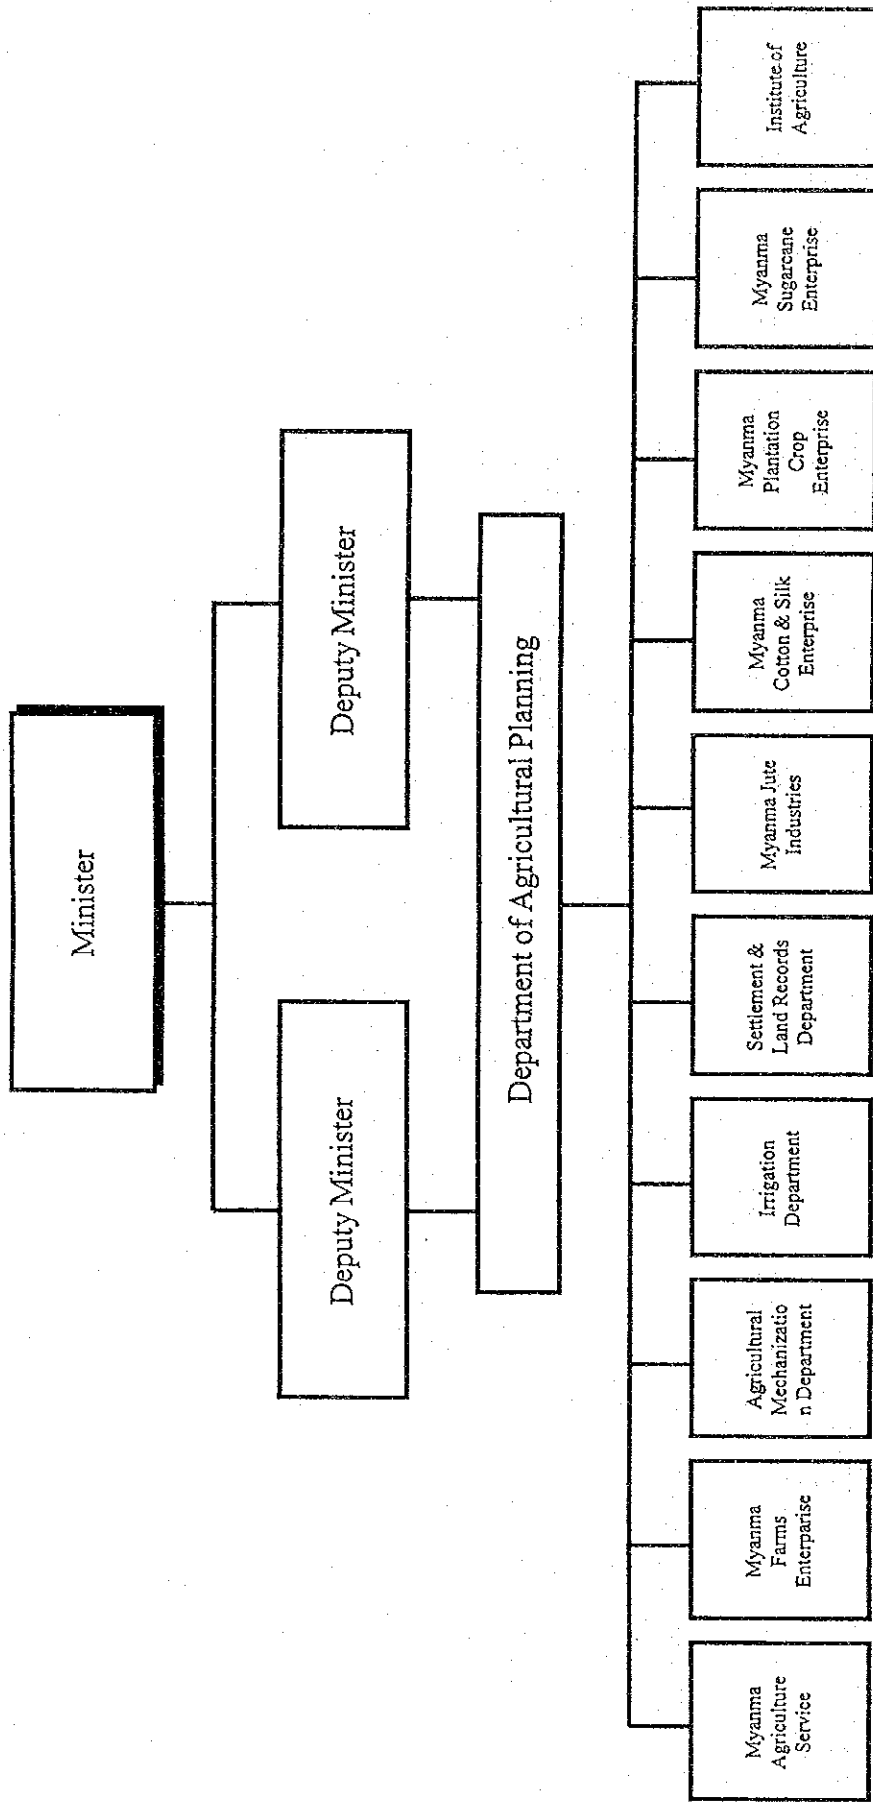 Minister
Deputy Minister
Deputy Minister
Department of Agricultural Planning
Myanma
Agriculture
Service
Myanma
Farms
Enterparise
Agricultural
Mechanizatio
n Department
Irrigation
Department
Settlement &
Land Records
Department
Myanma Jute
Industries
Myanma
Cotton & Silk
Enterprise
Myanma
Plantation
Crop
Enterprise
Myanma
Sugarcane
Enterprise
Institute of
Agriculture